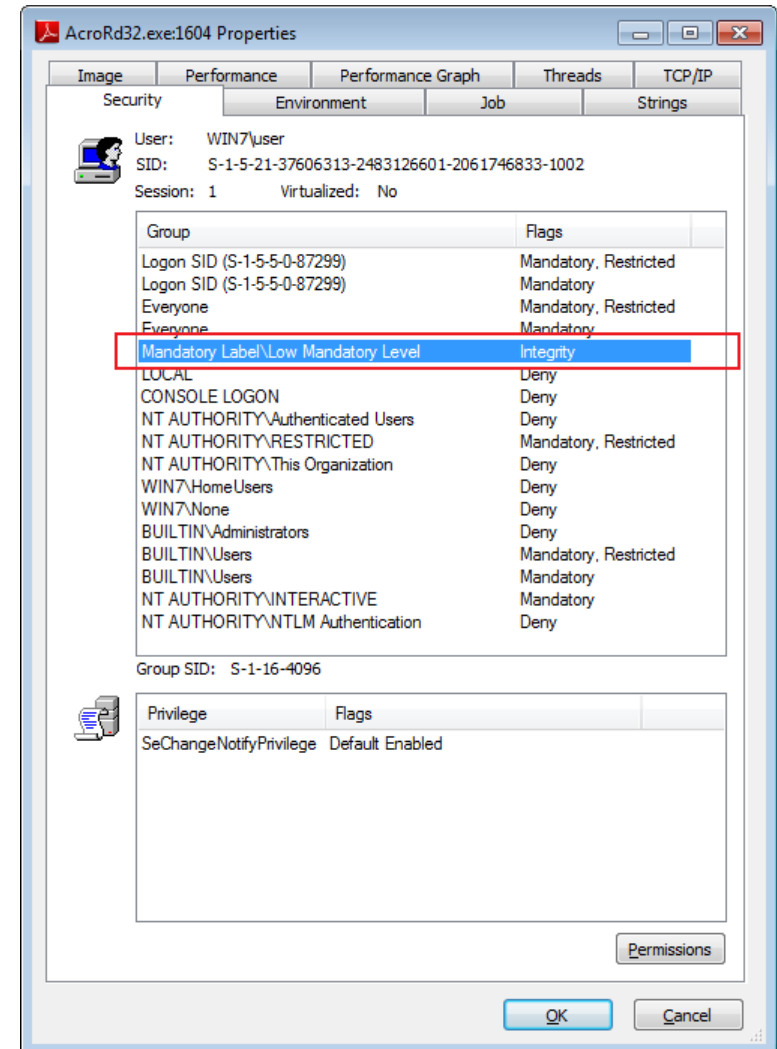 AcroRd32.exe:1604 Properties
Image Performance Performance Graph Threads TCP/IP
Security Environment Job Strings
User: WIN7\user
SID: S-1-5-21-37606313-2483126601-2061746833-1002
Session: 1 Virtualized: No
Group Flags
Logon SID (S-1-5-5-0-87299) Mandatory, Restricted
Logon SID (S-1-5-5-0-87299) Mandatory
Everyone Mandatory, Restricted
Everyone Mandatory
Mandatory Label\Low Mandatory Level Integrity
LOCAL Deny
CONSOLE LOGON Deny
NT AUTHORITY\Authenticated Users Deny
NT AUTHORITY\RESTRICTED Mandatory, Restricted
NT AUTHORITY\This Organization Deny
WIN7\HomeUsers Deny
WIN7\None Deny
BUILTIN\Administrators Deny
BUILTIN\Users Mandatory, Restricted
BUILTIN\Users Mandatory
NT AUTHORITY\INTERACTIVE Mandatory
NT AUTHORITY\NTLM Authentication Deny
Group SID: S-1-16-4096
Privilege Flags
SeChangeNotifyPrivilege Default Enabled
Permissions
OK Cancel